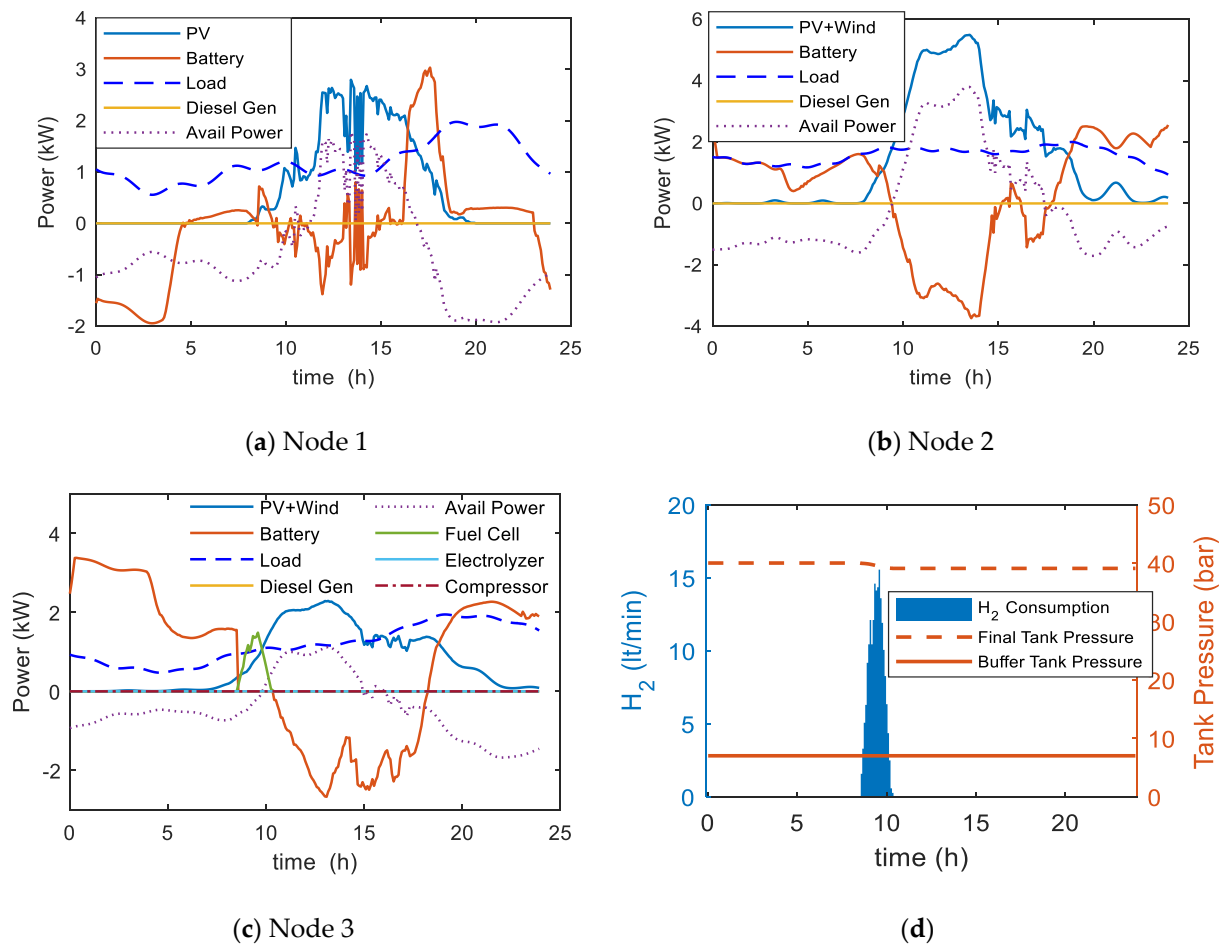 4
3
2
1
0
-1
-2
Power (kW)
PV
Battery
Load
Diesel Gen
Avail Power
0 5 10 15 20 25
time (h)
(a) Node 1
6
4
2
0
-2
-4
Power (kW)
PV+Wind
Battery
Load
Diesel Gen
Avail Power
0 5 10 15 20 25
time (h)
(b) Node 2
4
2
0
-2
Power (kW)
PV+Wind Avail Power
Battery Fuel Cell
Load Electrolyzer
Diesel Gen Compressor
0 5 10 15 20 25
time (h)
(c) Node 3
20
15
10
5
0
H2 (lt/min)
50
40
30
20
10
0
Tank Pressure (bar)
H2 Consumption
Final Tank Pressure
Buffer Tank Pressure
0 5 10 15 20
time (h)
(d)